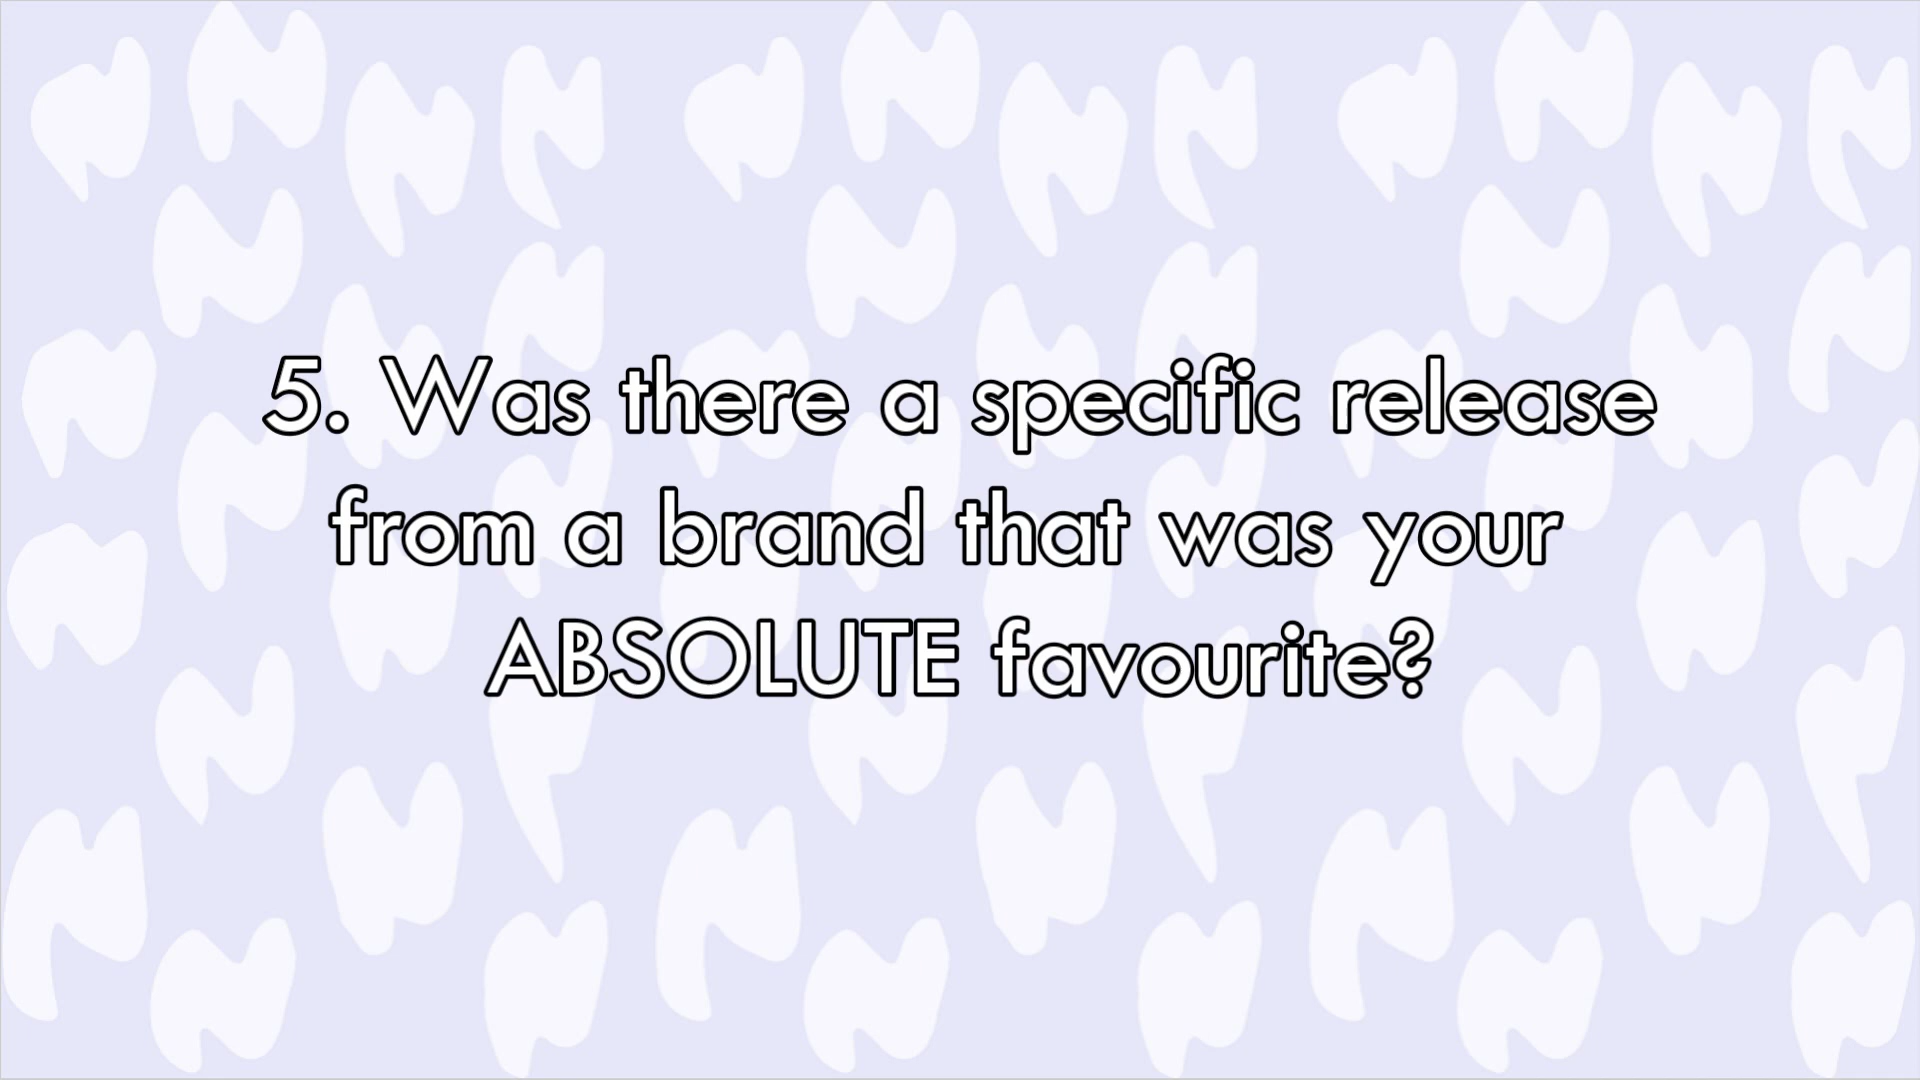 5. Was there a specific release
from a brand that was your
ABSOLUTE favourite?